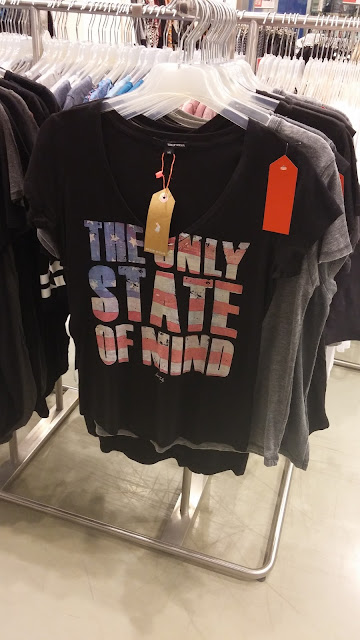 THE ONLY
STATE
OF MIND